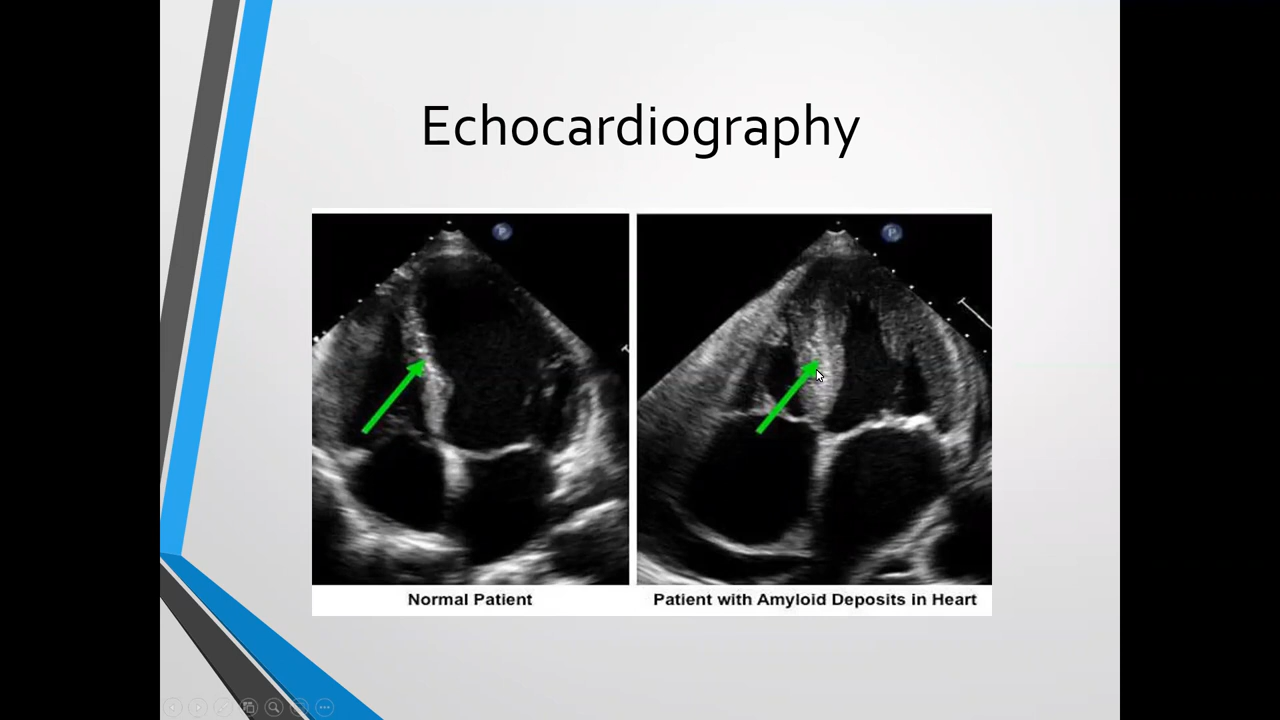 Echocardiography
P
P
Normal Patient
Patient with Amyloid Deposits in Heart